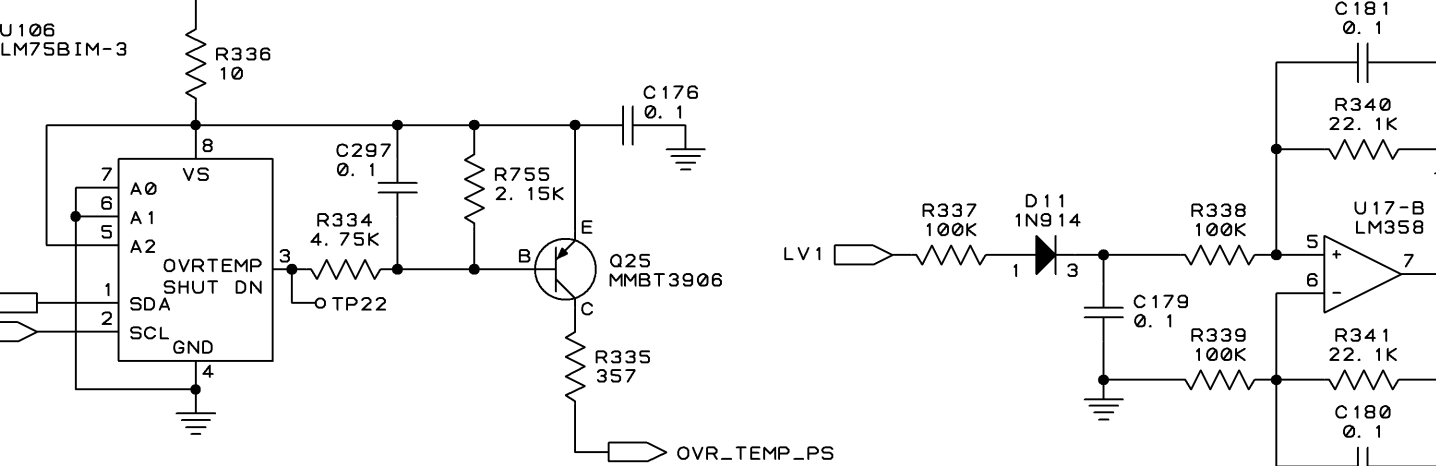 U106
LM75BIM-3
R336
10
C176
0.1
8
VS
7
A0
6
A1
5
A2
C297
0.1
R755
2.15K
R334
4.75K
OVRTEMP
SHUT DN
3
TP22
1
SDA
2
SCL
GND
4
B
E
C
Q25
MMBT3906
R335
357
OVR_TEMP_PS
LV1
R337
100K
D11
1N914
1
3
C179
0.1
R338
100K
R339
100K
C181
0.1
R340
22.1K
U17-B
LM358
5
+
6
-
7
R341
22.1K
C180
0.1